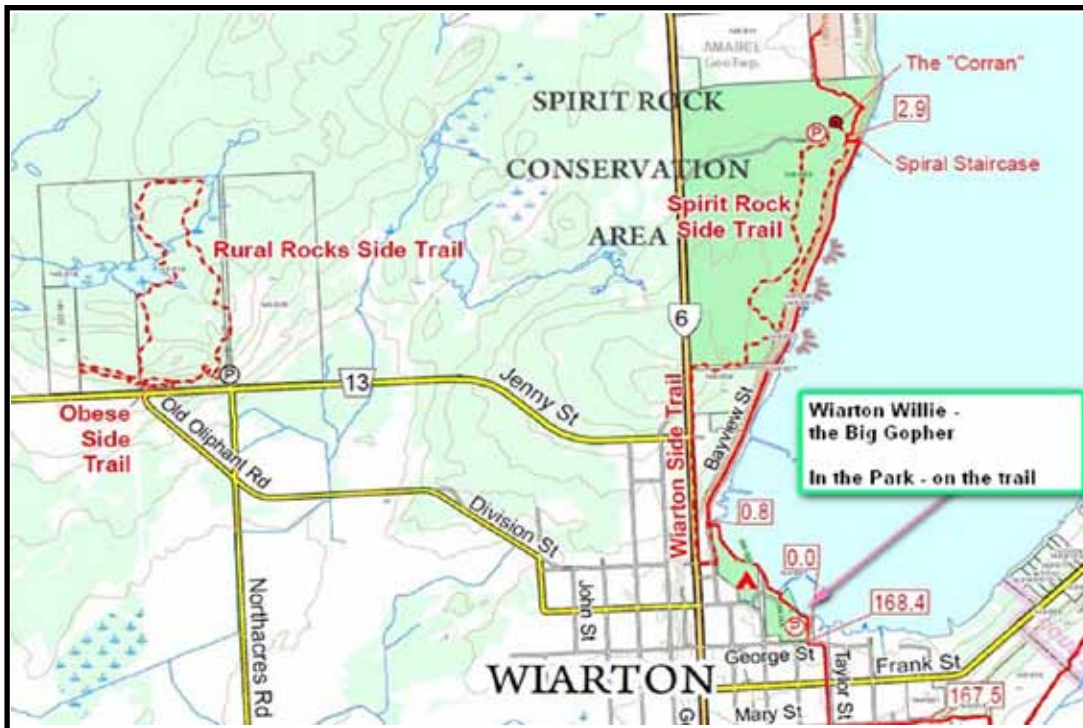 AMABEL
GeoTwp.
The "Corran"
2.9
SPIRIT ROCK
P
Spiral Staircase
CONSERVATION
Spirit Rock
Side Trail
AREA
Rural Rocks Side Trail
6
P
13
Jenny St
Obese
Side
Trail
Old Oliphant Rd
Wiarton Side Trail
Bayview St
Wiarton Willie -
the Big Gopher
In the Park - on the trail
Division St
0.8
0.0
Northacres Rd
John St
168.4
P
George St
Taylor St
Frank St
WIARTON
167.5
Mary St